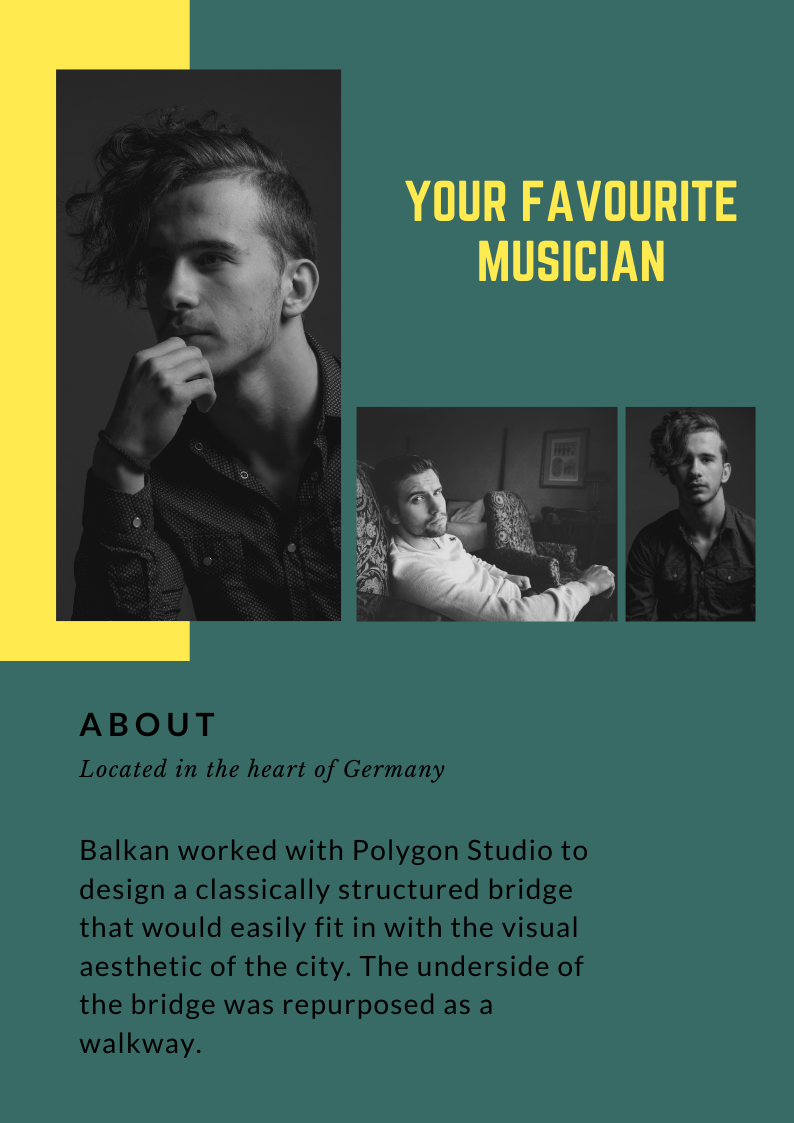 YOUR FAVOURITE
MUSICIAN
ABOUT
Located in the heart of Germany
Balkan worked with Polygon Studio to
design a classically structured bridge
that would easily fit in with the visual
aesthetic of the city. The underside of
the bridge was repurposed as a
walkway.